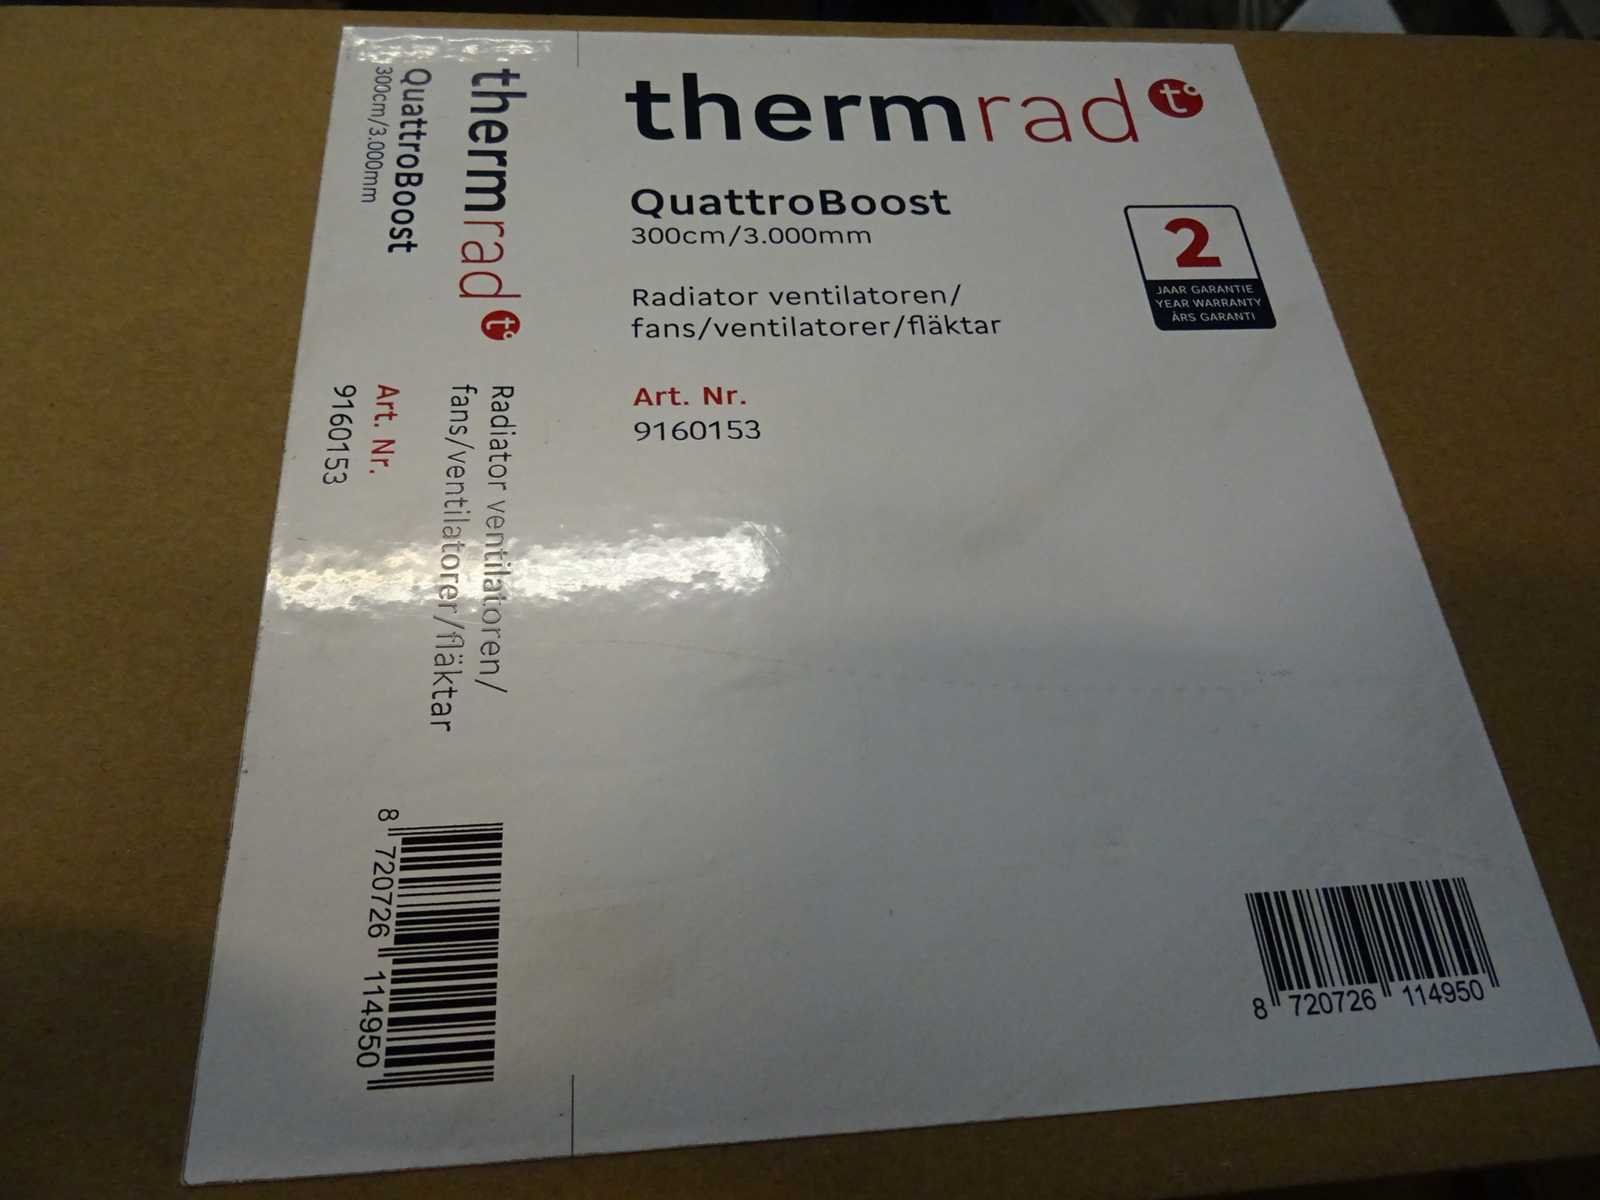 thermrad t°
QuattroBoost
300cm/3.000mm
Radiator ventilatoren/
fans/ventilatorer/fläktar
Art. Nr.
9160153
2
JAAR GARANTIE
YEAR WARRANTY
ÅRS GARANTI
8 720726 114950
thermrad t°
QuattroBoost
300cm/3.000mm
Radiator ventilatoren/
fans/ventilatorer/fläktar
Art. Nr.
9160153
8 720726 114950